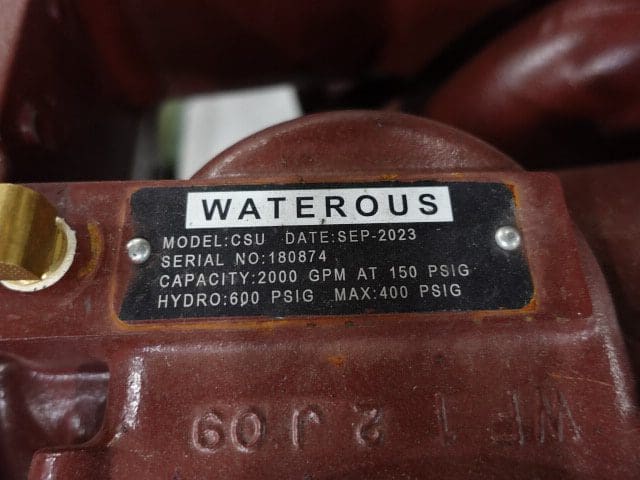 WATEROUS
MODEL:CSU DATE:SEP-2023
SERIAL NO:180874
CAPACITY:2000 GPM AT 150 PSIG
HYDRO:600 PSIG MAX:400 PSIG
WF12J09